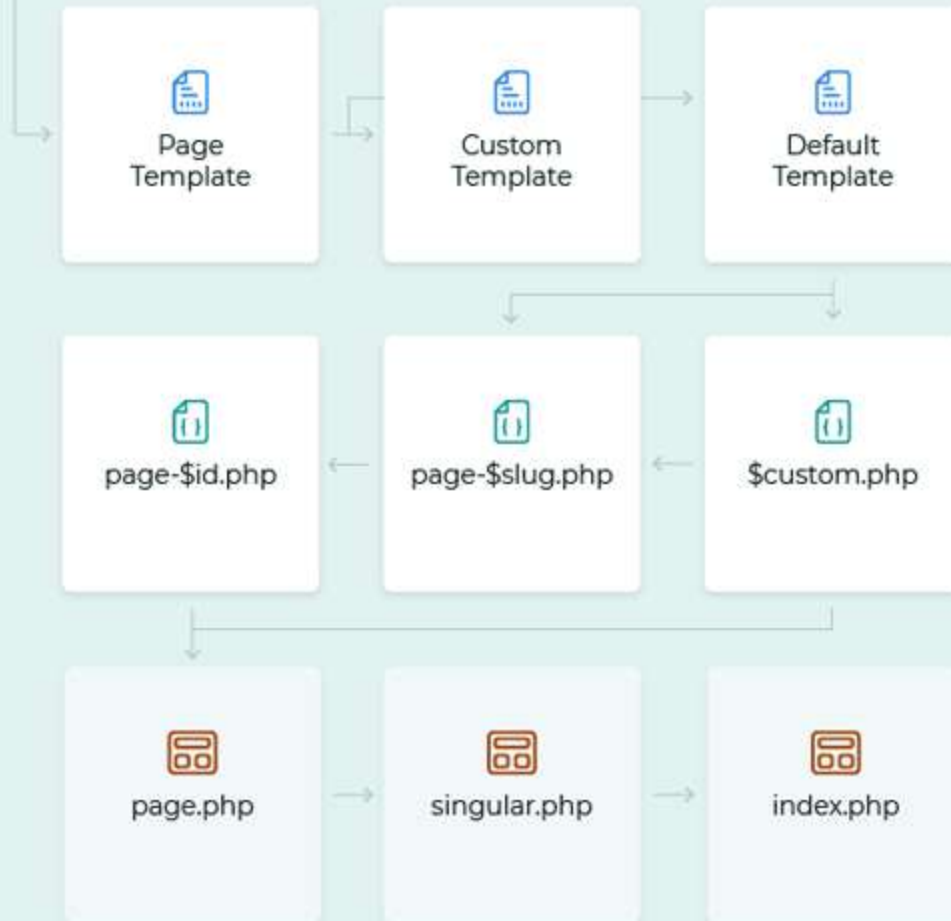 Page
Template
Custom
Template
Default
Template
page-$id.php
page-$slug.php
$custom.php
page.php
singular.php
index.php